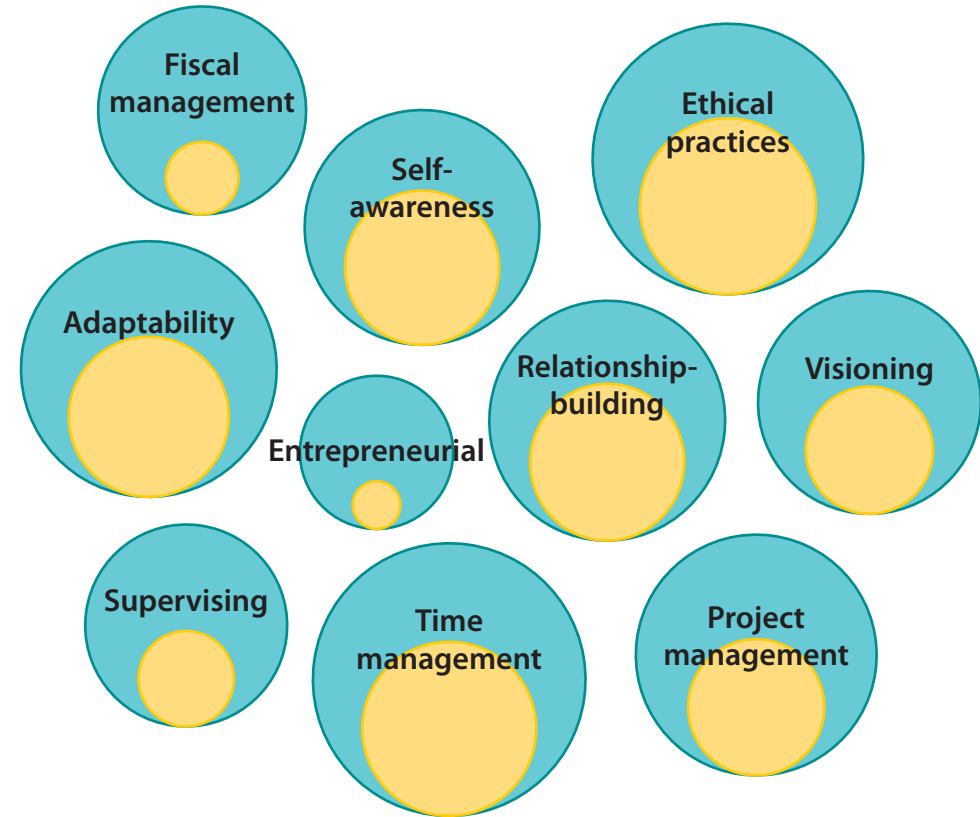 Fiscal
management
Ethical
practices
Self-
awareness
Adaptability
Relationship-
building
Visioning
Entrepreneurial
Supervising
Time
management
Project
management